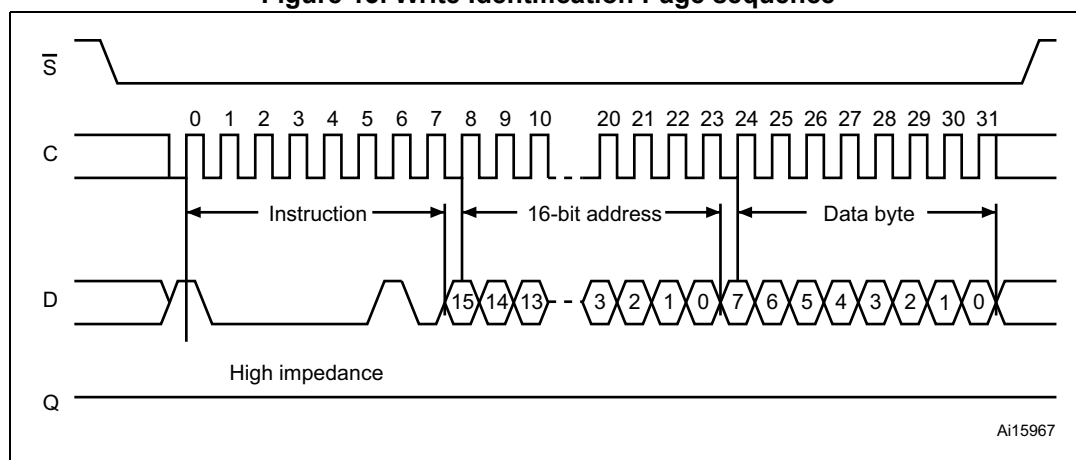 Write Identification Page sequence
S̅
0 1 2 3 4 5 6 7 8 9 10 20 21 22 23 24 25 26 27 28 29 30 31
C
Instruction 16-bit address Data byte
D 15 14 13 3 2 1 0 7 6 5 4 3 2 1 0
High impedance
Q
Ai15967